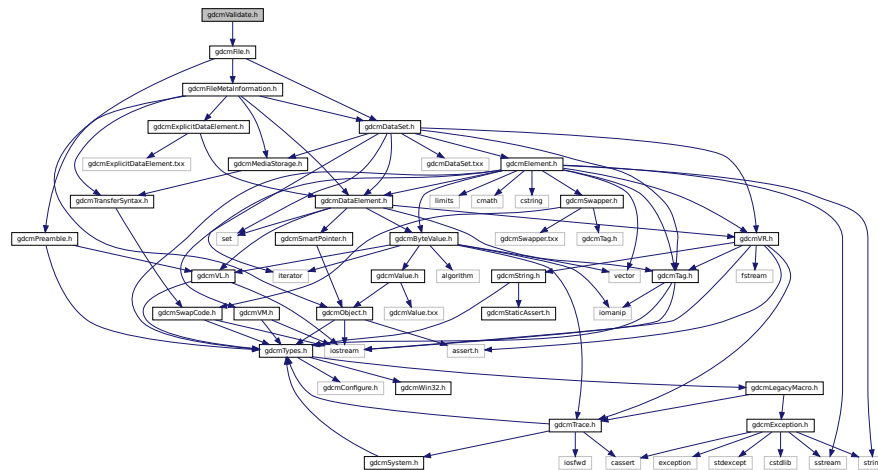 gdcmValidate.h
gdcmFile.h
gdcmFileMetaInformation.h
gdcmExplicitDataElement.h
gdcmDataSet.h
gdcmExplicitDataElement.txx
gdcmMediaStorage.h
gdcmDataSet.txx
gdcmElement.h
gdcmTransferSyntax.h
gdcmDataElement.h
limits
cmath
cstring
gdcmSwapper.h
gdcmPreamble.h
set
gdcmSmartPointer.h
gdcmByteValue.h
gdcmSwapper.txx
gdcmTag.h
gdcmVR.h
gdcmVL.h
iterator
gdcmValue.h
algorithm
gdcmString.h
vector
gdcmTag.h
fstream
gdcmSwapCode.h
gdcmVM.h
gdcmObject.h
gdcmValue.txx
gdcmStaticAssert.h
iomanip
gdcmTypes.h
iostream
assert.h
gdcmConfigure.h
gdcmWin32.h
gdcmLegacyMacro.h
gdcmTrace.h
gdcmException.h
gdcmSystem.h
iosfwd
cassert
exception
stdexcept
cstdlib
sstream